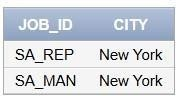 JOB_ID CITY
SA_REP New York
SA_MAN New York